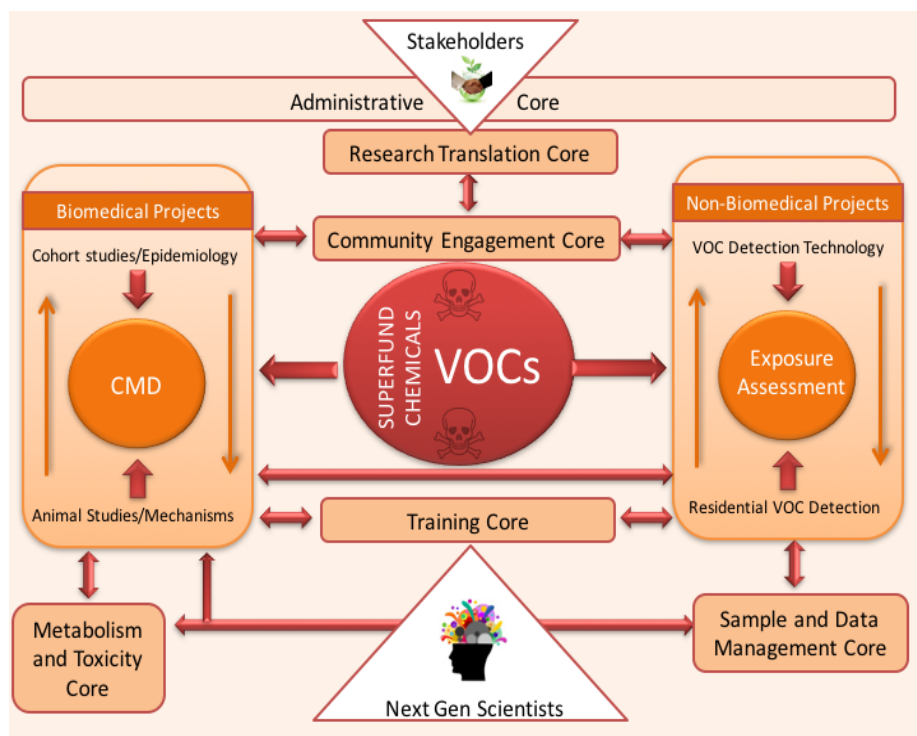 Stakeholders
Administrative Core
Research Translation Core
Biomedical Projects
Non-Biomedical Projects
Community Engagement Core
Cohort studies/Epidemiology
VOC Detection Technology
SUPERFUND
CHEMICALS
VOCs
CMD
Exposure
Assessment
Animal Studies/Mechanisms
Residential VOC Detection
Training Core
Metabolism
and Toxicity
Core
Sample and Data
Management Core
Next Gen Scientists